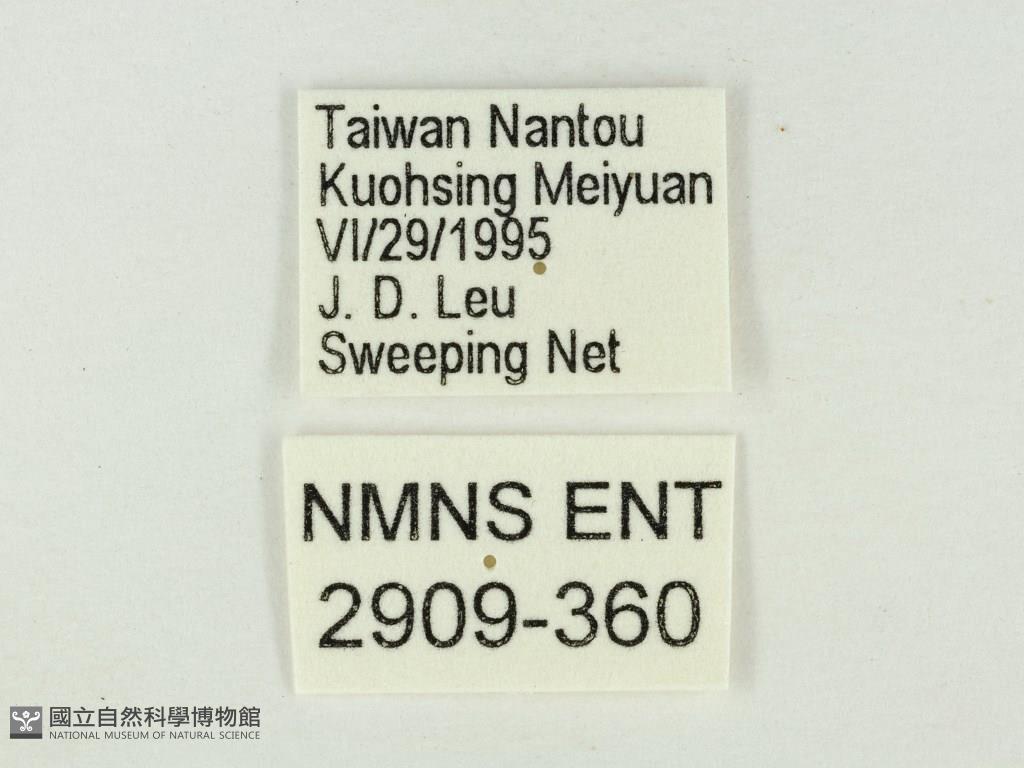 Taiwan Nantou
Kuohsing Meiyuan
VI/29/1995
J. D. Leu
Sweeping Net
NMNS ENT
2909-360
國立自然科學博物館
NATIONAL MUSEUM OF NATURAL SCIENCE